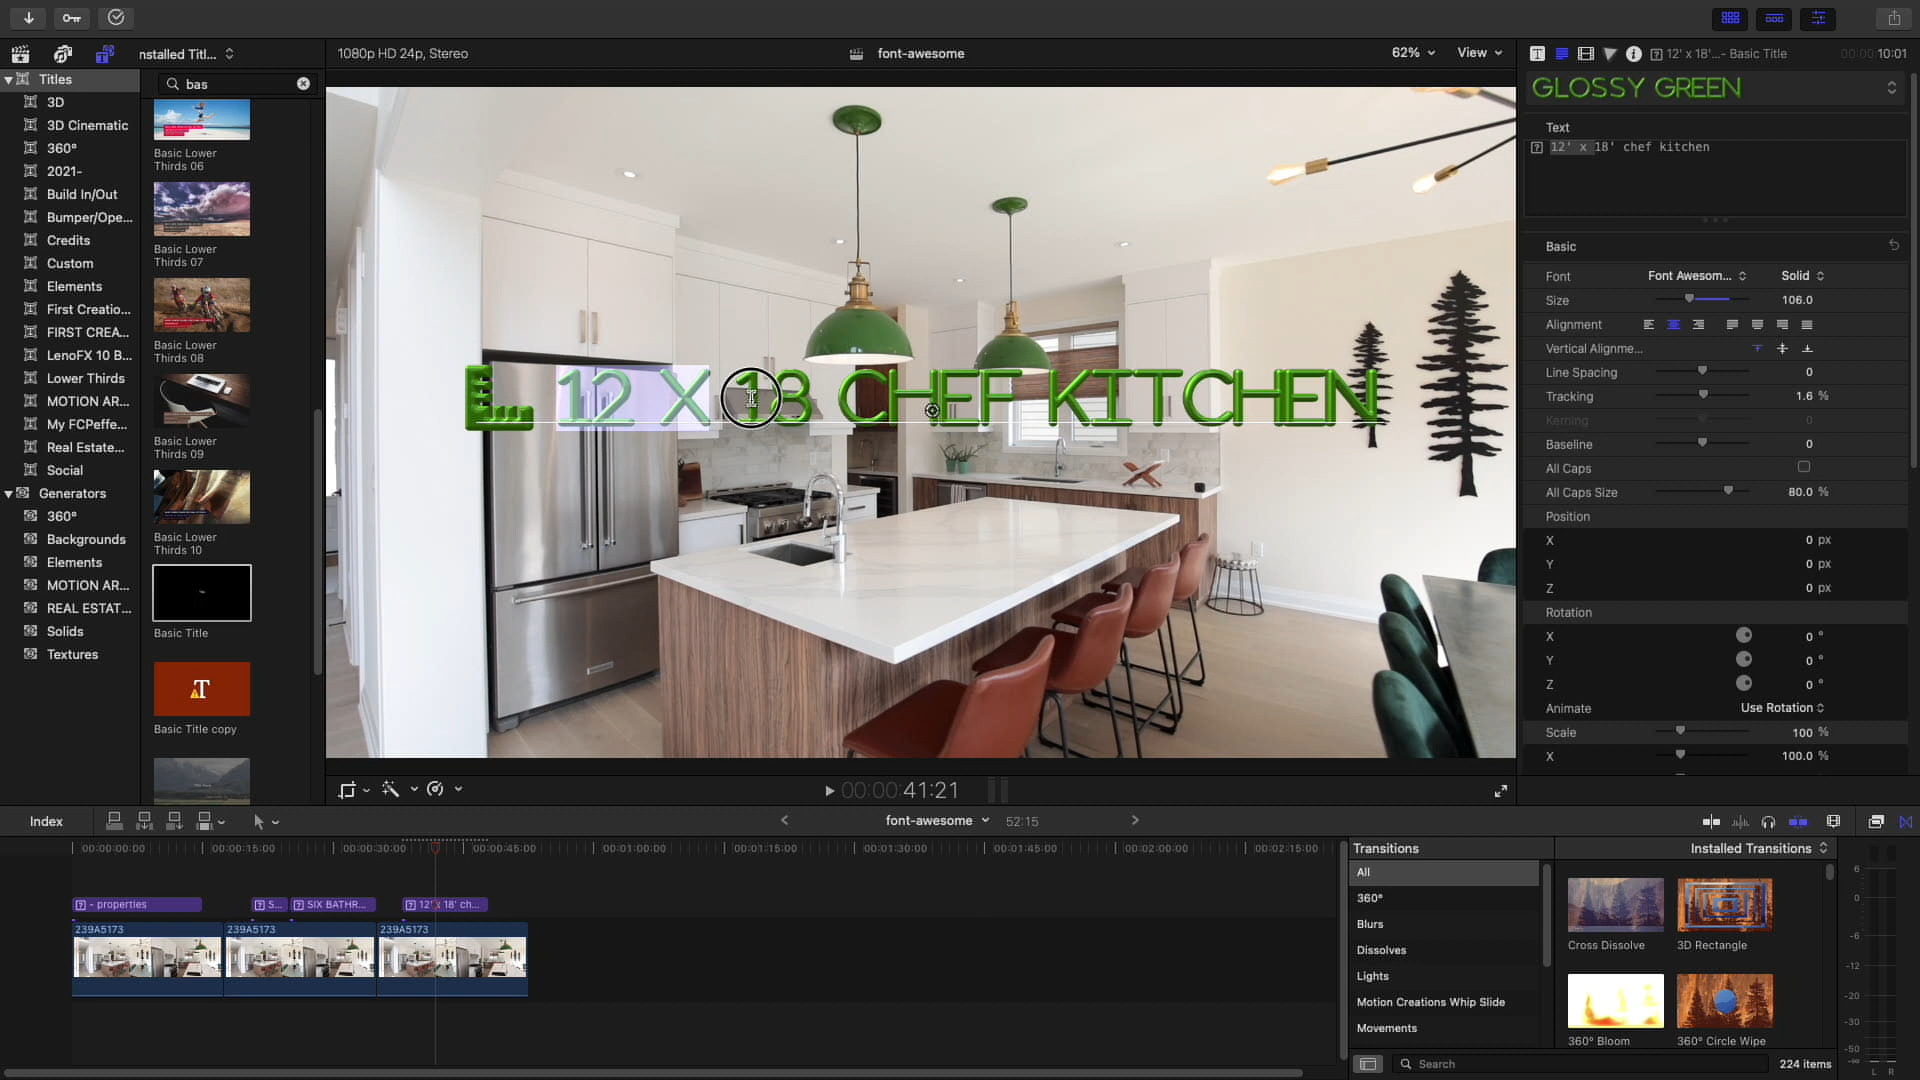 nstalled Titl...
1080p HD 24p, Stereo
font-awesome
62%
View
12' x 18'...- Basic Title
00:00:10:01
Titles
3D
3D Cinematic
360°
2021-
Build In/Out
Bumper/Ope...
Credits
Custom
Elements
First Creatio...
FIRST CREA...
LenoFX 10 B...
Lower Thirds
MOTION AR...
My FCPeffe...
Real Estate...
Social
Generators
360°
Backgrounds
Elements
MOTION AR...
REAL ESTAT...
Solids
Textures
bas
Basic Lower
Thirds 06
Basic Lower
Thirds 07
Basic Lower
Thirds 08
Basic Lower
Thirds 09
Basic Lower
Thirds 10
Basic Title
Basic Title copy
12 X 18 CHEF KITCHEN
00:00:00:41:21
GLOSSY GREEN
Text
12' x 18' chef kitchen
Basic
Font
Font Awesom...
Solid
Size
106.0
Alignment
Vertical Alignme...
Line Spacing
0
Tracking
1.6 %
Kerning
0
Baseline
0
All Caps
All Caps Size
80.0 %
Position
X
0 px
Y
0 px
Z
0 px
Rotation
X
0 °
Y
0 °
Z
0 °
Animate
Use Rotation
Scale
100 %
X
100.0 %
Index
font-awesome
52:15
00:00:00:00
00:00:15:00
00:00:30:00
00:00:45:00
00:01:00:00
00:01:15:00
00:01:30:00
00:01:45:00
00:02:00:00
00:02:15:00
- properties
S...
SIX BATHR...
12' x 18' ch...
239A5173
239A5173
239A5173
Transitions
Installed Transitions
All
360°
Blurs
Dissolves
Lights
Motion Creations Whip Slide
Movements
Cross Dissolve
3D Rectangle
360° Bloom
360° Circle Wipe
Search
224 items
6
0
-6
-12
-20
-30
-50
L R